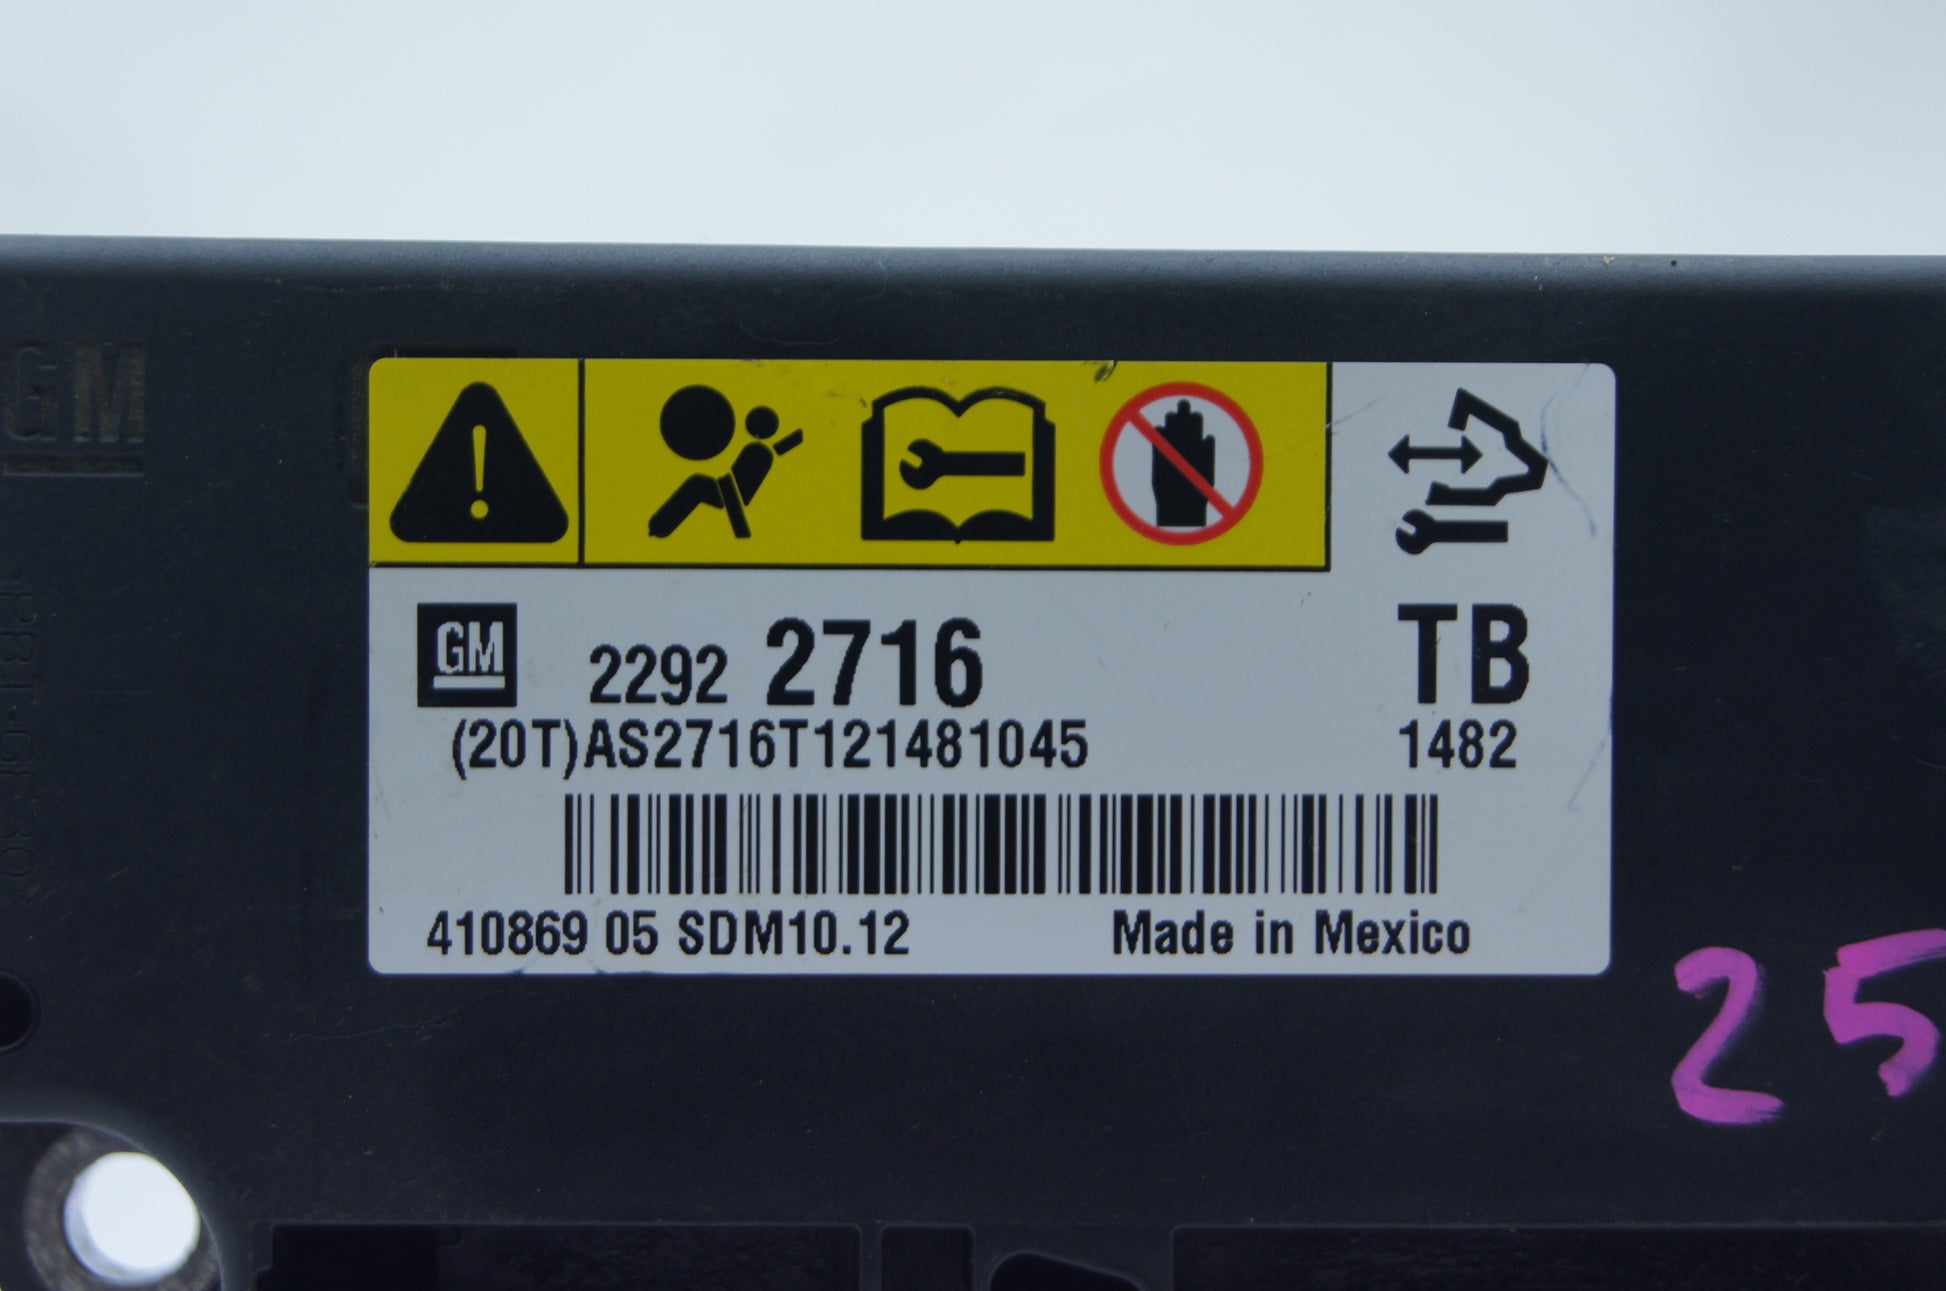 GM
GM 2292 2716 TB
(20T)AS2716T121481045 1482
410869 05 SDM10.12 Made in Mexico
25